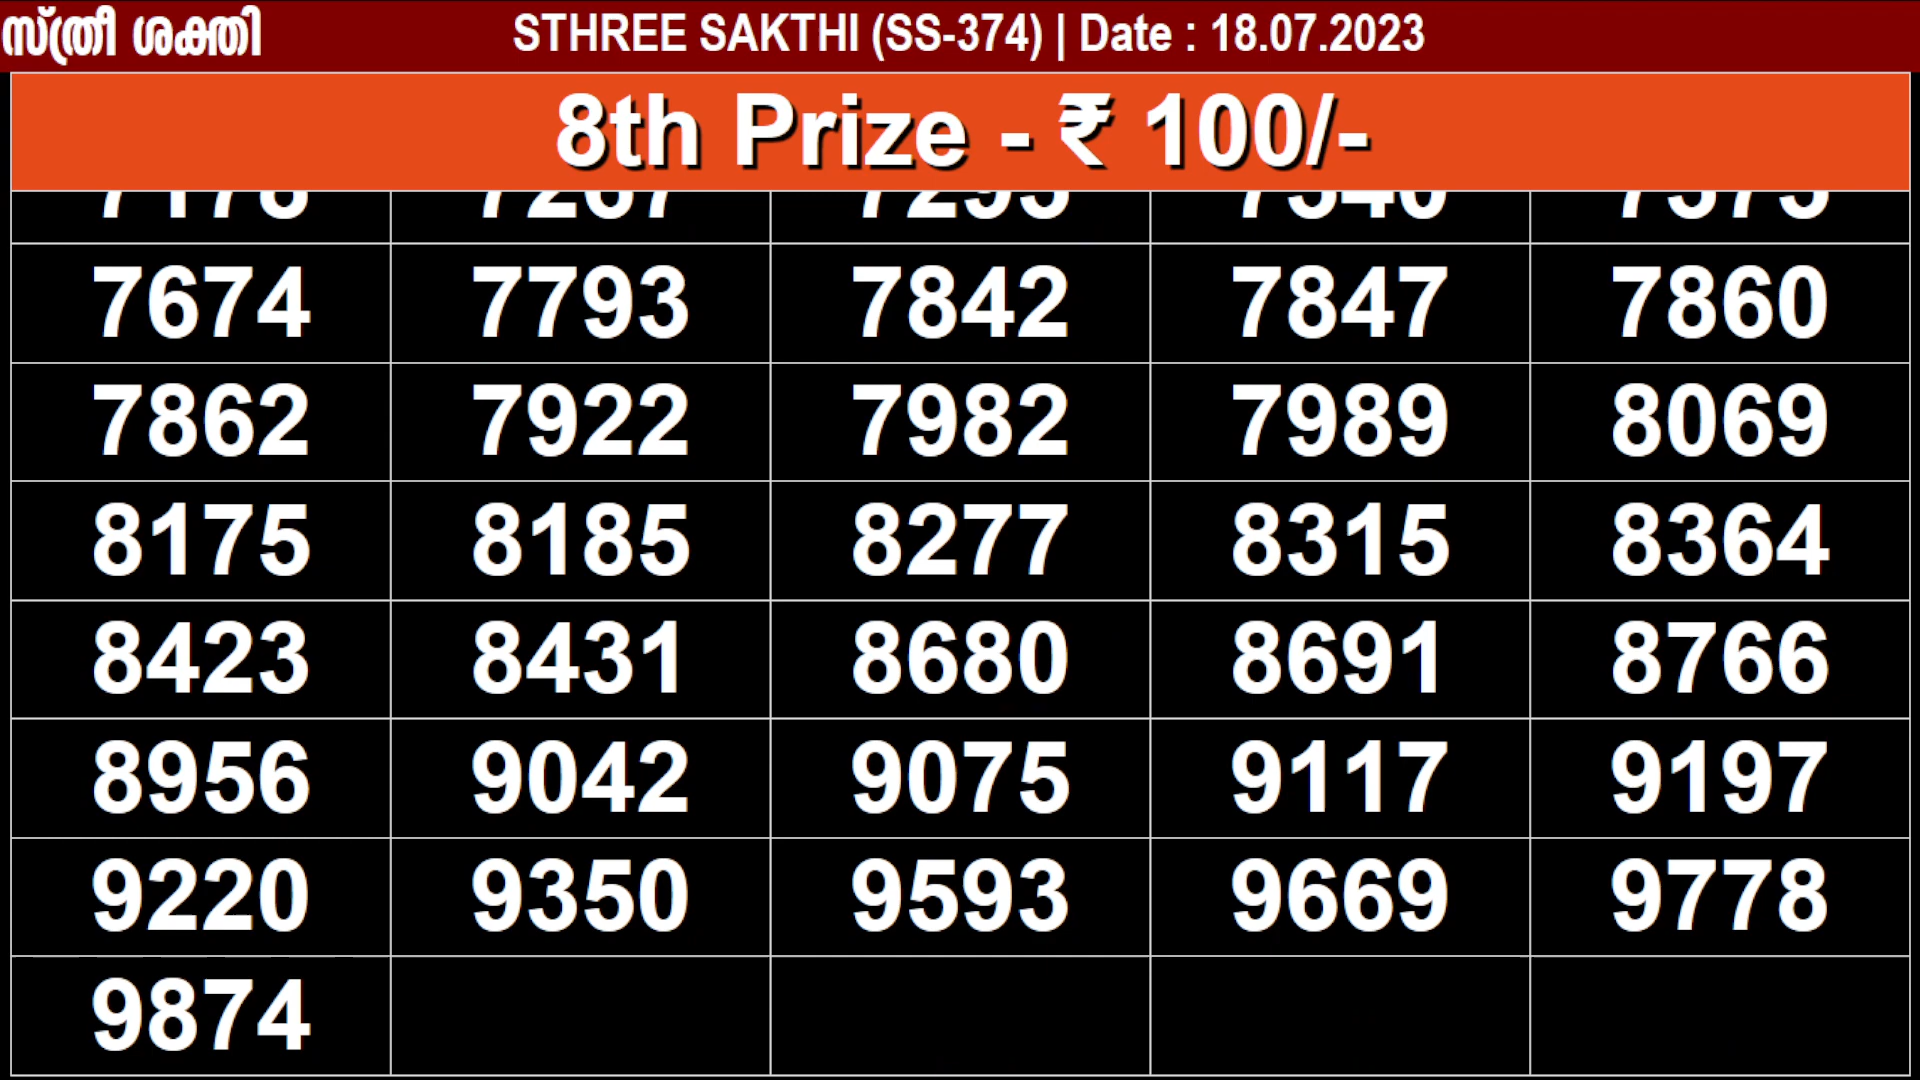 സ്ത്രീ ശക്തി STHREE SAKTHI (SS-374) | Date : 18.07.2023
8th Prize - ₹ 100/-
7674 7793 7842 7847 7860
7862 7922 7982 7989 8069
8175 8185 8277 8315 8364
8423 8431 8680 8691 8766
8956 9042 9075 9117 9197
9220 9350 9593 9669 9778
9874